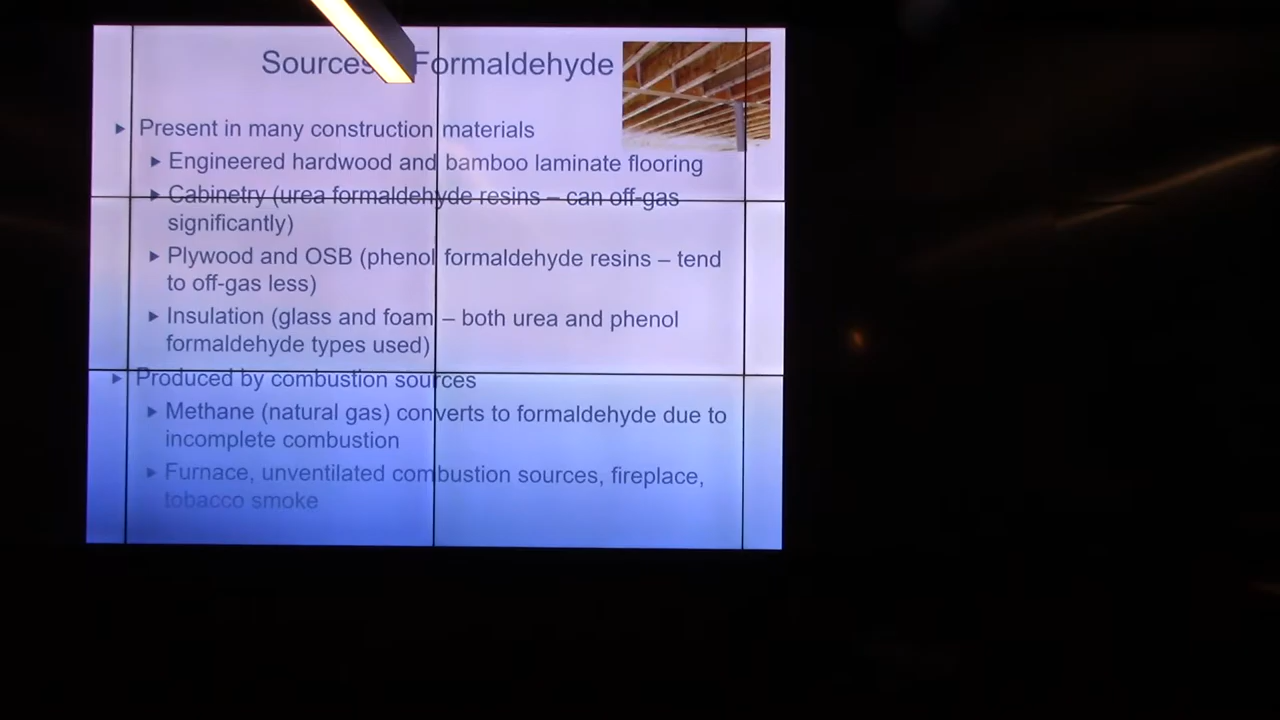 Sources Formaldehyde
Present in many construction materials
Engineered hardwood and bamboo laminate flooring
Cabinetry (urea formaldehyde resins – can off-gas
significantly)
Plywood and OSB (phenol formaldehyde resins – tend
to off-gas less)
Insulation (glass and foam – both urea and phenol
formaldehyde types used)
Produced by combustion sources
Methane (natural gas) converts to formaldehyde due to
incomplete combustion
Furnace, unventilated combustion sources, fireplace,
tobacco smoke